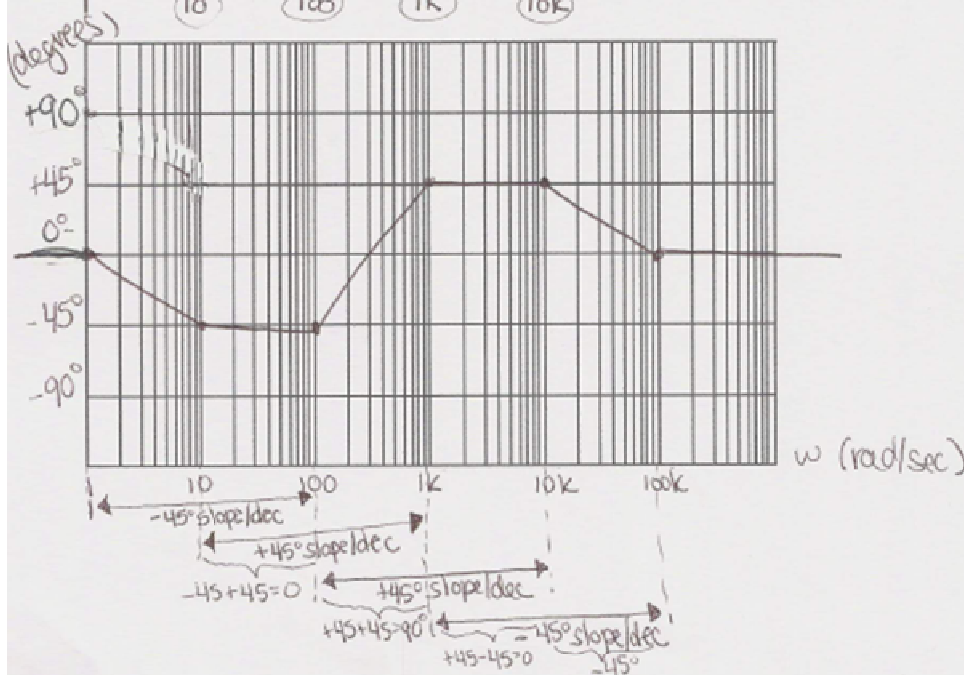 10 100 1K 10K
(degrees)
+90°
+45°
0°
-45°
-90°
ω (rad/sec)
1 10 100 1K 10K 100K
-45° slope/dec
+45° slope/dec
-45+45=0
+45° slope/dec
+45+45=90°
-45° slope/dec
+45-45=0
-45°